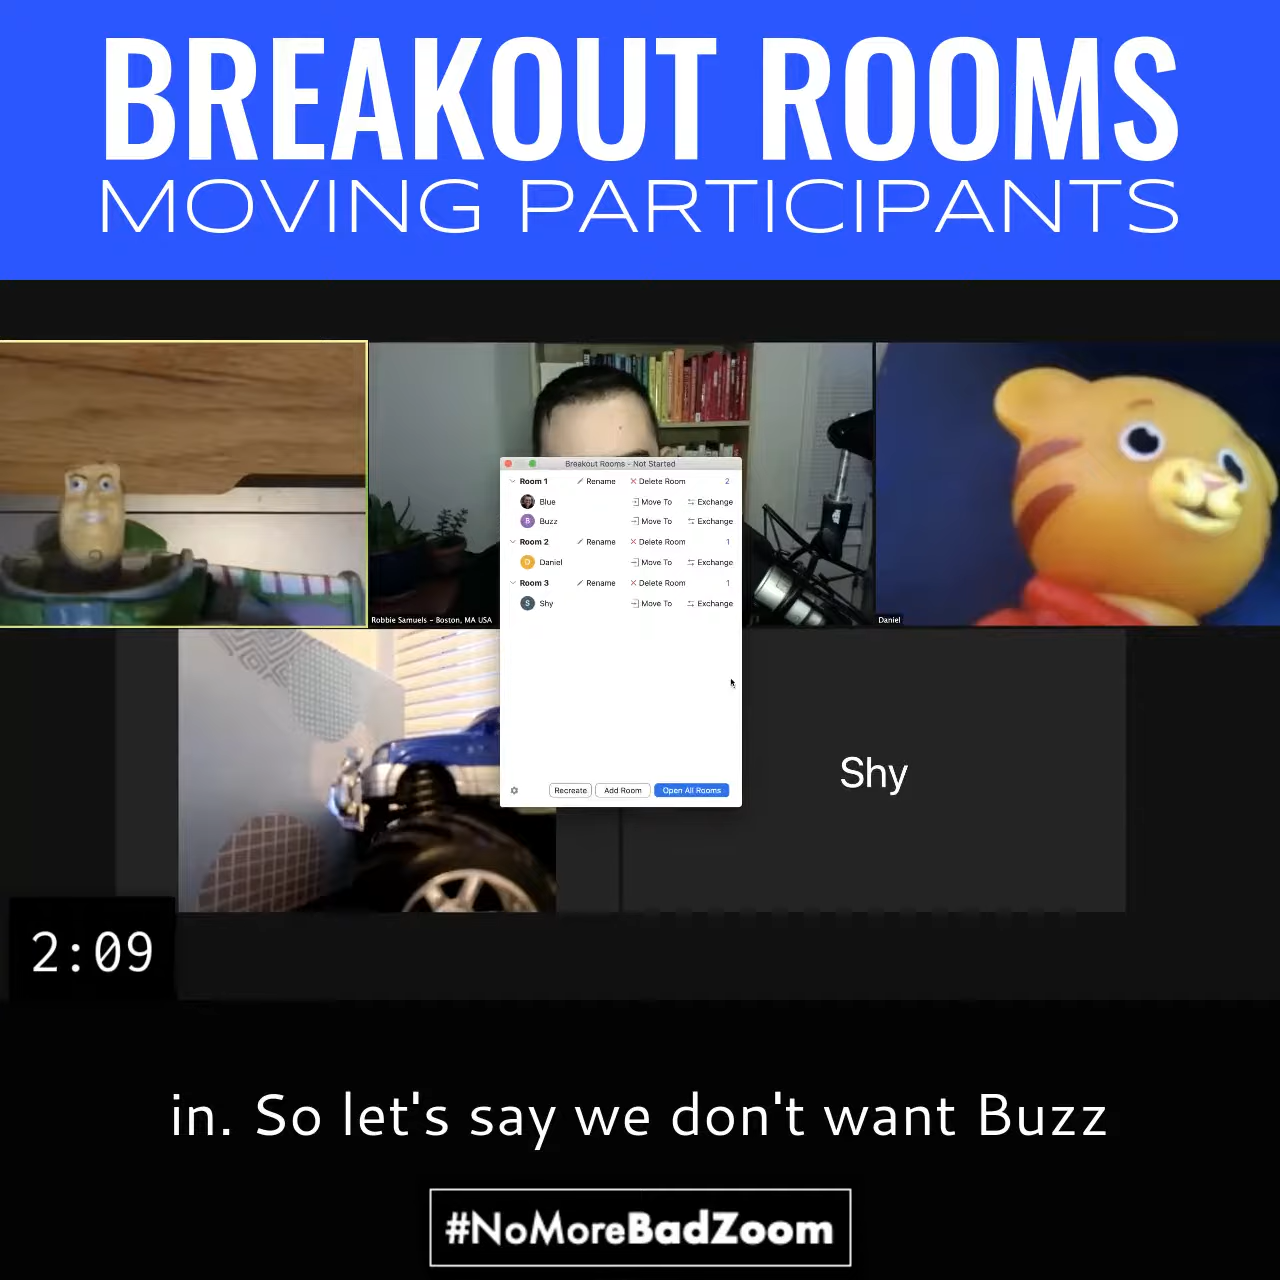 BREAKOUT ROOMS
MOVING PARTICIPANTS
Breakout Rooms - Not Started
Room 1 Rename Delete Room 2
Blue Move To Exchange
B Buzz Move To Exchange
Room 2 Rename Delete Room 1
D Daniel Move To Exchange
Room 3 Rename Delete Room 1
S Shy Move To Exchange
Robbie Samuels - Boston, MA USA
Daniel
Shy
Recreate Add Room Open All Rooms
2:09
in. So let's say we don't want Buzz
#NoMoreBadZoom